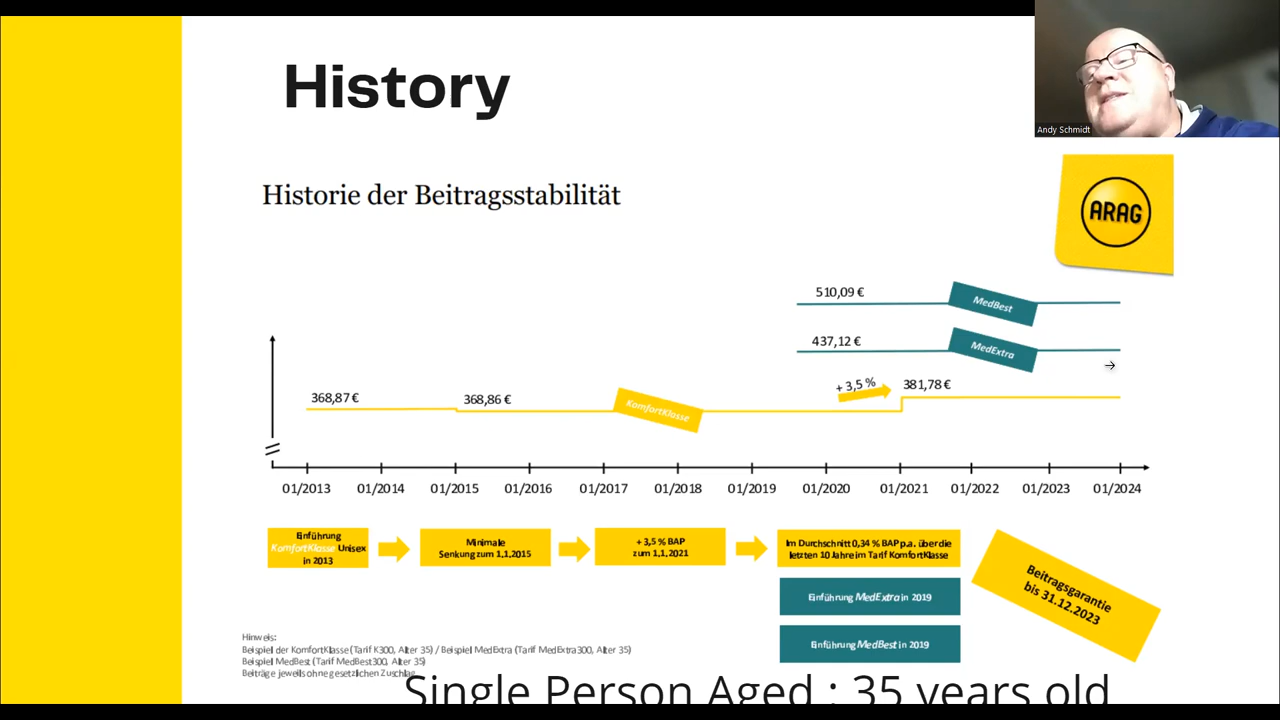 History
Andy Schmidt
Historie der Beitragsstabilität
ARAG
510,09 €
MedBest
437,12 €
MedExtra
+ 3,5 %
381,78 €
368,87 €
368,86 €
KomfortKlasse
01/2013 01/2014 01/2015 01/2016 01/2017 01/2018 01/2019 01/2020 01/2021 01/2022 01/2023 01/2024
Einführung
KomfortKlasse Unisex
in 2013
Minimale
Senkung zum 1.1.2015
+ 3,5 % BAP
zum 1.1.2021
Im Durchschnitt 0,34 % BAP p.a. über die
letzten 10 Jahre im Tarif KomfortKlasse
Einführung MedExtra in 2019
Einführung MedBest in 2019
Beitragsgarantie
bis 31.12.2023
Hinweis:
Beispiel der KomfortKlasse (Tarif K300, Alter 35) / Beispiel MedExtra (Tarif MedExtra300, Alter 35)
Beispiel MedBest (Tarif MedBest300, Alter 35)
Beiträge jeweils ohne gesetzlichen Zuschlag
Single Person Aged : 35 years old